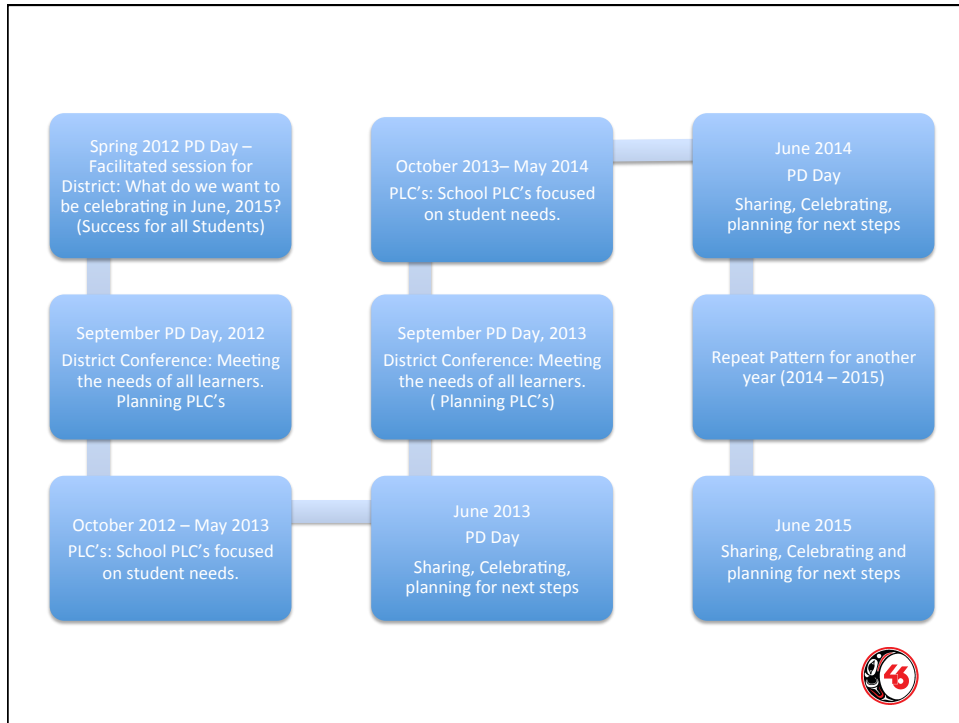 Spring 2012 PD Day –
Facilitated session for
District: What do we want to
be celebrating in June, 2015?
(Success for all Students)
September PD Day, 2012
District Conference: Meeting
the needs of all learners.
Planning PLC's
October 2012 – May 2013
PLC's: School PLC's focused
on student needs.
June 2013
PD Day
Sharing, Celebrating,
planning for next steps
September PD Day, 2013
District Conference: Meeting
the needs of all learners.
( Planning PLC's)
October 2013– May 2014
PLC's: School PLC's focused
on student needs.
June 2014
PD Day
Sharing, Celebrating,
planning for next steps
Repeat Pattern for another
year (2014 – 2015)
June 2015
Sharing, Celebrating and
planning for next steps
46